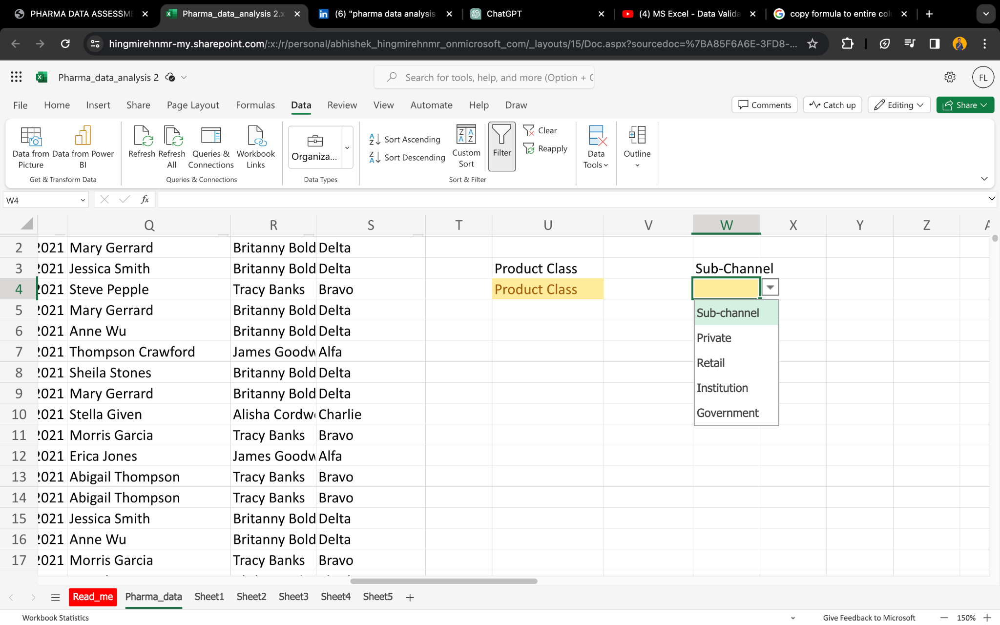 PHARMA DATA ASSESSM
Pharma_data_analysis 2.x
(6) "pharma data analysis
ChatGPT
(4) MS Excel - Data Valida
copy formula to entire col
hingmirehnmr-my.sharepoint.com/:x:/r/personal/abhishek_hingmirehnmr_onmicrosoft_com/_layouts/15/Doc.aspx?sourcedoc=%7BA85F6A6E-3FD8-...
Pharma_data_analysis 2
Search for tools, help, and more (Option +
FL
File Home Insert Share Page Layout Formulas Data Review View Automate Help Draw
Comments Catch up Editing Share
Data from Picture
Data from Power BI
Get & Transform Data
Refresh
Refresh All
Queries & Connections
Workbook Links
Queries & Connections
Organiza...
Data Types
Sort Ascending
Sort Descending
Custom Sort
Filter
Clear
Reapply
Sort & Filter
Data Tools
Outline
W4
fx
Q R S T U V W X Y Z
2 2021 Mary Gerrard Britanny Bold Delta
3 2021 Jessica Smith Britanny Bold Delta Product Class Sub-Channel
4 2021 Steve Pepple Tracy Banks Bravo Product Class
5 2021 Mary Gerrard Britanny Bold Delta
Sub-channel
6 2021 Anne Wu Britanny Bold Delta
Private
7 2021 Thompson Crawford James Goodw Alfa
Retail
8 2021 Sheila Stones Britanny Bold Delta
Institution
9 2021 Mary Gerrard Britanny Bold Delta
Government
10 2021 Stella Given Alisha Cordw Charlie
11 2021 Morris Garcia Tracy Banks Bravo
12 2021 Erica Jones James Goodw Alfa
13 2021 Abigail Thompson Tracy Banks Bravo
14 2021 Abigail Thompson Tracy Banks Bravo
15 2021 Jessica Smith Britanny Bold Delta
16 2021 Anne Wu Britanny Bold Delta
17 2021 Morris Garcia Tracy Banks Bravo
Read_me Pharma_data Sheet1 Sheet2 Sheet3 Sheet4 Sheet5
Workbook Statistics
Give Feedback to Microsoft
150%